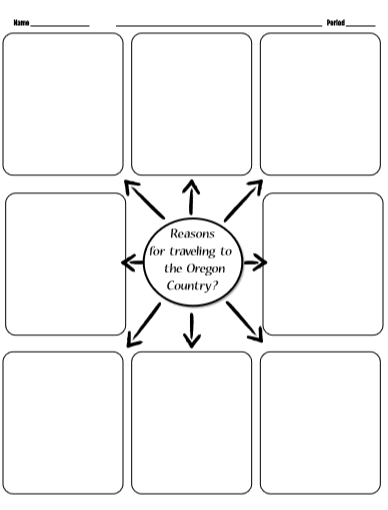 Name Period
Reasons
for traveling to
the Oregon
Country?